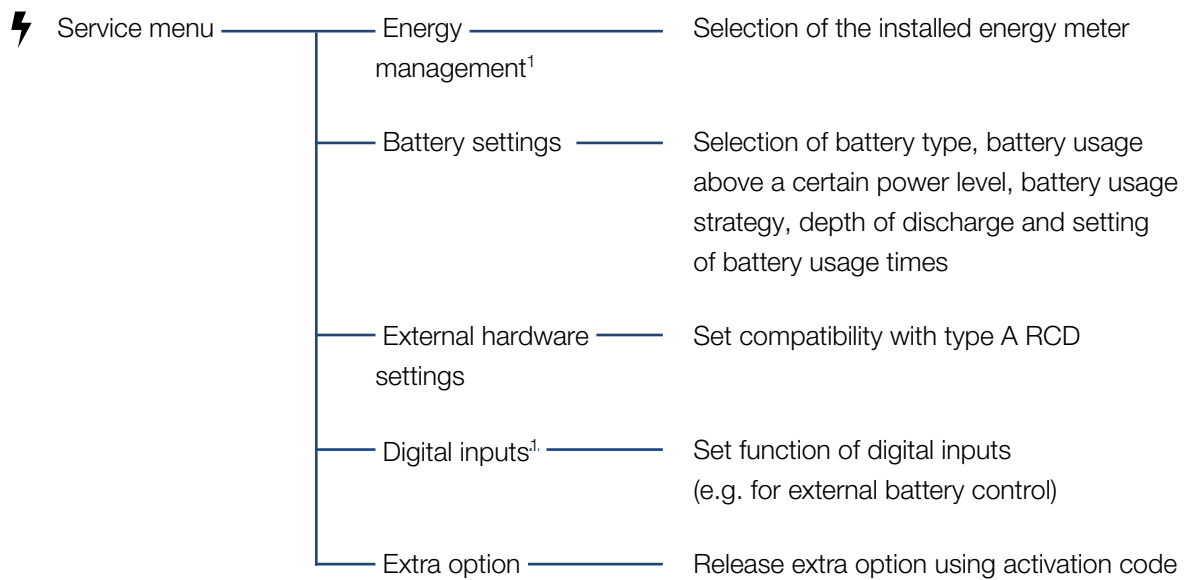 Service menu Energy management¹ Selection of the installed energy meter
Battery settings Selection of battery type, battery usage
above a certain power level, battery usage
strategy, depth of discharge and setting
of battery usage times
External hardware settings Set compatibility with type A RCD
Digital inputs¹ Set function of digital inputs
(e.g. for external battery control)
Extra option Release extra option using activation code